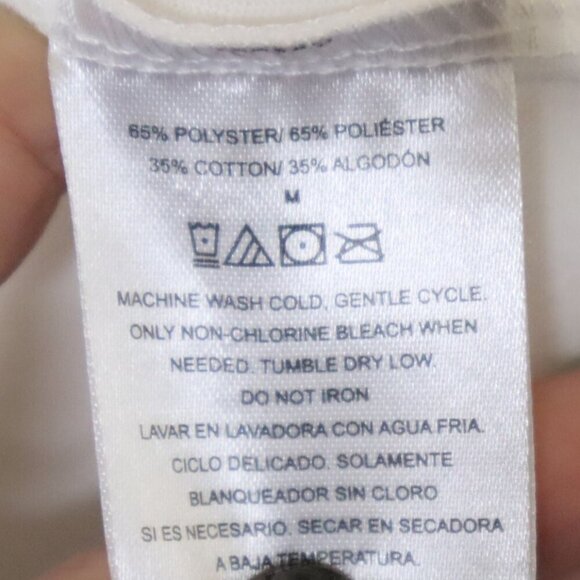 65% POLYSTER/ 65% POLIÉSTER
35% COTTON/ 35% ALGODÓN
M
MACHINE WASH COLD, GENTLE CYCLE.
ONLY NON-CHLORINE BLEACH WHEN
NEEDED. TUMBLE DRY LOW.
DO NOT IRON
LAVAR EN LAVADORA CON AGUA FRIA.
CICLO DELICADO. SOLAMENTE
BLANQUEADOR SIN CLORO
SI ES NECESARIO. SECAR EN SECADORA
A BAJA TEMPERATURA.